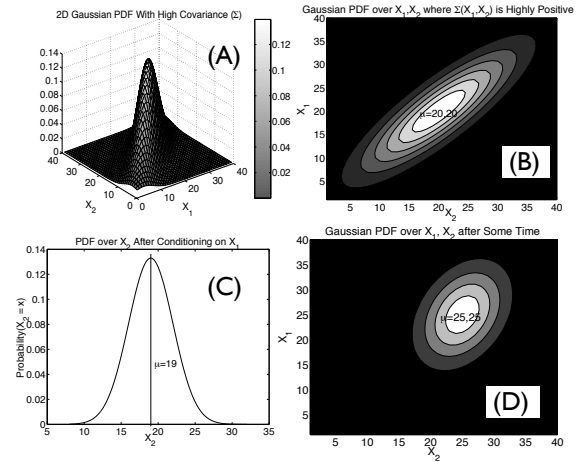 2D Gaussian PDF With High Covariance (Σ)
(A)
0.14
0.12
0.1
0.08
0.06
0.04
0.02
0
40
30
20
10
0
X2
0
10
20
30
40
X1
0.12
0.1
0.08
0.06
0.04
0.02
Gaussian PDF over X1,X2 where Σ(X1,X2) is Highly Positive
40
35
30
25
20
15
10
5
X1
μ=20,20
(B)
5 10 15 20 25 30 35 40
X2
PDF over X2 After Conditioning on X1
0.14
0.12
0.1
0.08
0.06
0.04
0.02
0
Probability(X2 = x)
(C)
μ=19
5 10 15 20 25 30 35
X2
Gaussian PDF over X1, X2 after Some Time
40
35
30
25
20
15
10
5
X1
μ=25,25
(D)
5 10 15 20 25 30 35 40
X2